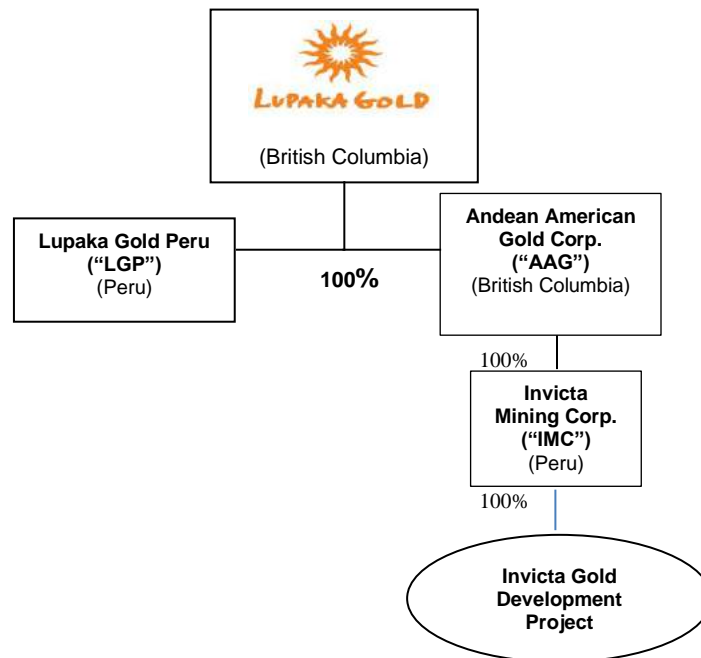 LUPAKA GOLD
(British Columbia)
Lupaka Gold Peru
(“LGP”)
(Peru)
100%
Andean American
Gold Corp.
(“AAG”)
(British Columbia)
100%
Invicta
Mining Corp.
(“IMC”)
(Peru)
100%
Invicta Gold
Development
Project